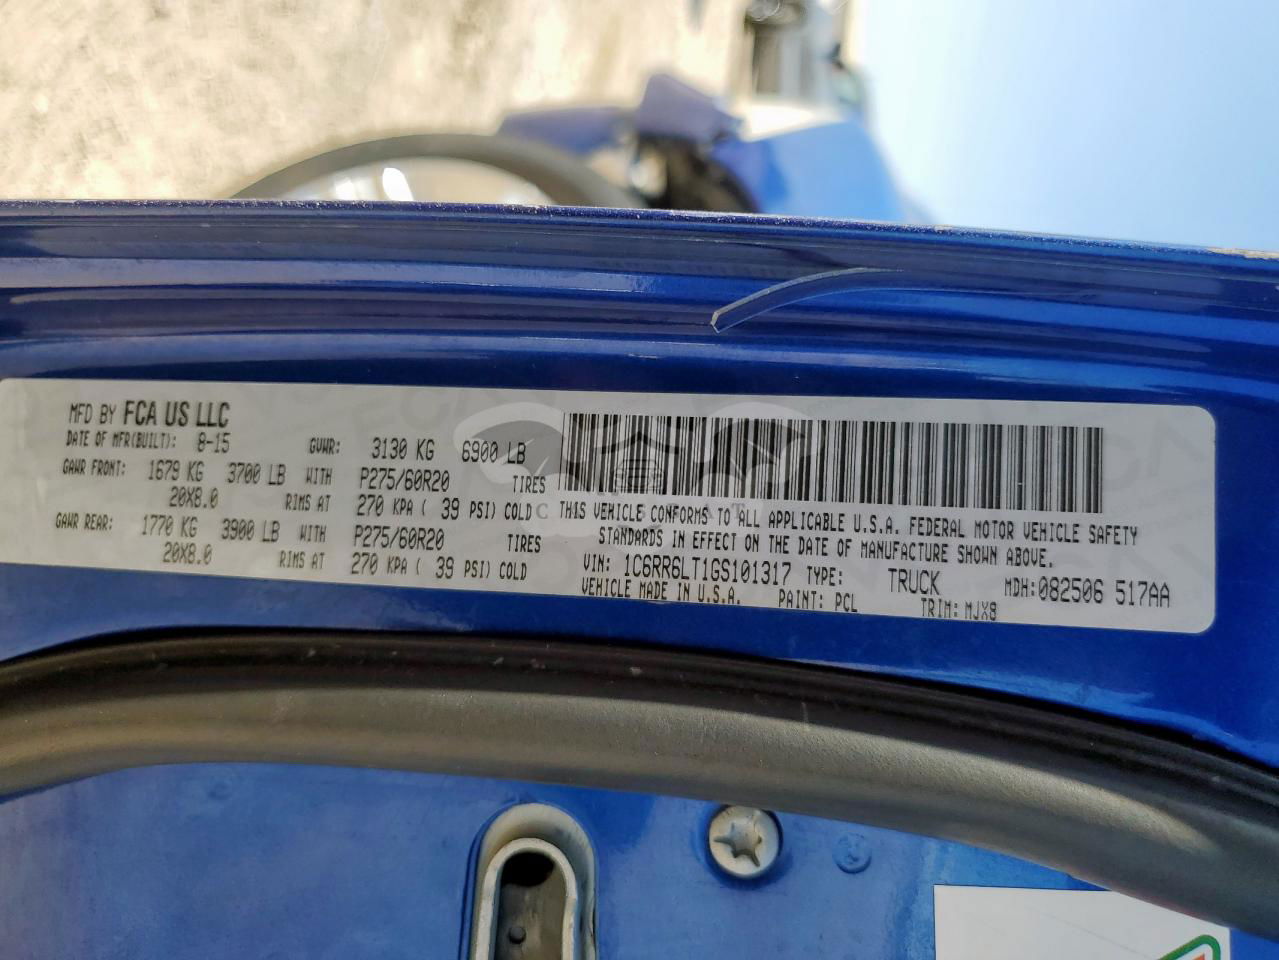 MFD BY FCA US LLC
DATE OF MFR(BUILT): 8-15 GVWR: 3130 KG 6900 LB
GAWR FRONT: 1679 KG 3700 LB WITH P275/60R20 TIRES
20X8.0 RIMS AT 270 KPA ( 39 PSI) COLD
GAWR REAR: 1770 KG 3900 LB WITH P275/60R20 TIRES
20X8.0 RIMS AT 270 KPA ( 39 PSI) COLD
THIS VEHICLE CONFORMS TO ALL APPLICABLE U.S.A. FEDERAL MOTOR VEHICLE SAFETY
STANDARDS IN EFFECT ON THE DATE OF MANUFACTURE SHOWN ABOVE.
VIN: 1C6RR6LT1GS101317 TYPE: TRUCK MDH:082506 517AA
VEHICLE MADE IN U.S.A. PAINT: PCL TRIM: MJX8